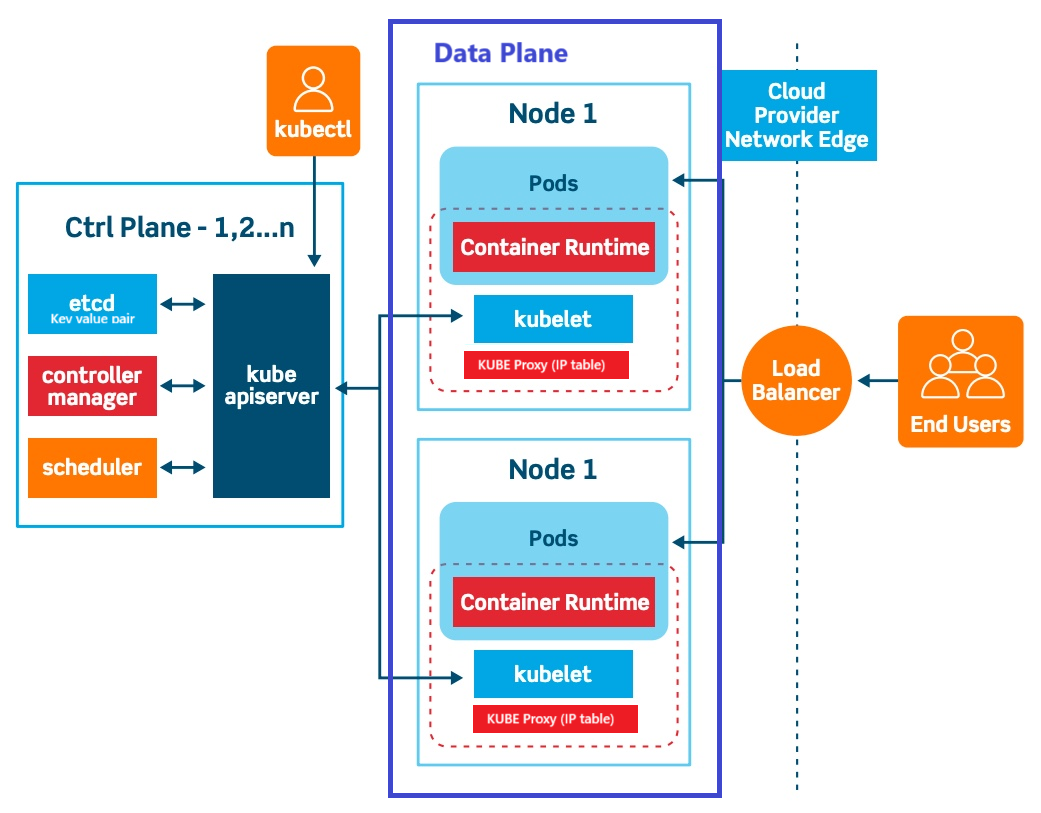 Data Plane
kubectl
Node 1
Cloud
Provider
Network Edge
Pods
Ctrl Plane - 1,2...n
Container Runtime
etcd
Key value pair
kubelet
KUBE Proxy (IP table)
controller
manager
kube
apiserver
Load
Balancer
End Users
scheduler
Node 1
Pods
Container Runtime
kubelet
KUBE Proxy (IP table)